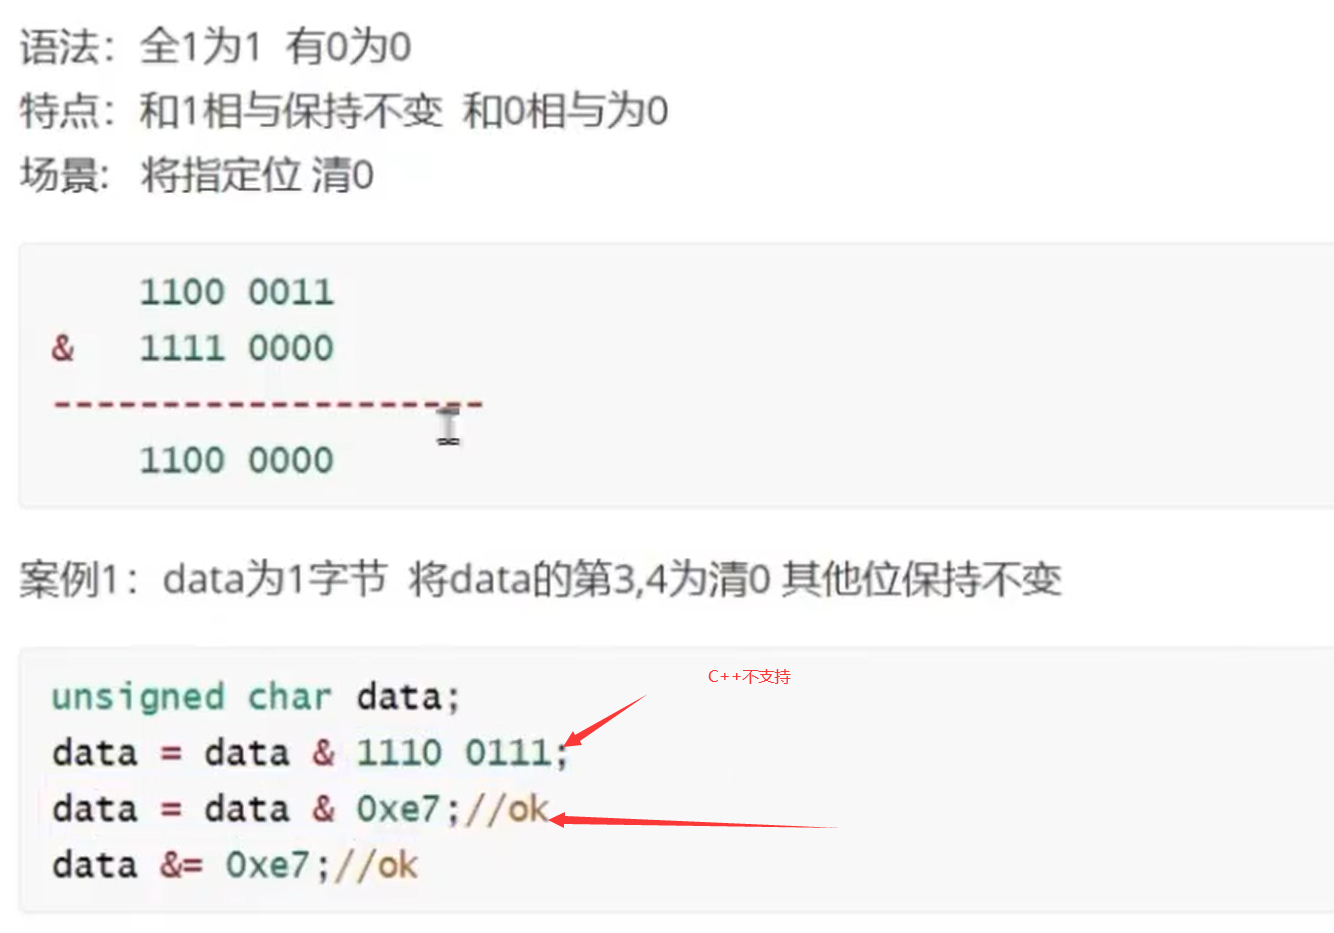 语法：全1为1 有0为0
特点：和1相与保持不变 和0相与为0
场景: 将指定位 清0
1100 0011
& 1111 0000
--------------------
1100 0000
案例1：data为1字节 将data的第3,4为清0 其他位保持不变
C++不支持
unsigned char data;
data = data & 1110 0111;
data = data & 0xe7;//ok
data &= 0xe7;//ok